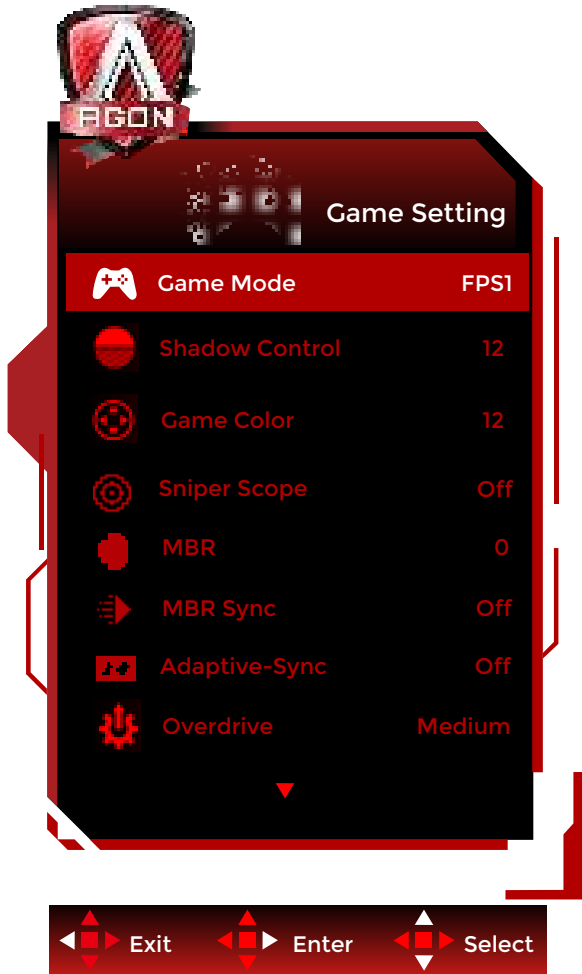 AGON
Game Setting
Game Mode FPS1
Shadow Control 12
Game Color 12
Sniper Scope Off
MBR 0
MBR Sync Off
Adaptive-Sync Off
Overdrive Medium
Exit Enter Select